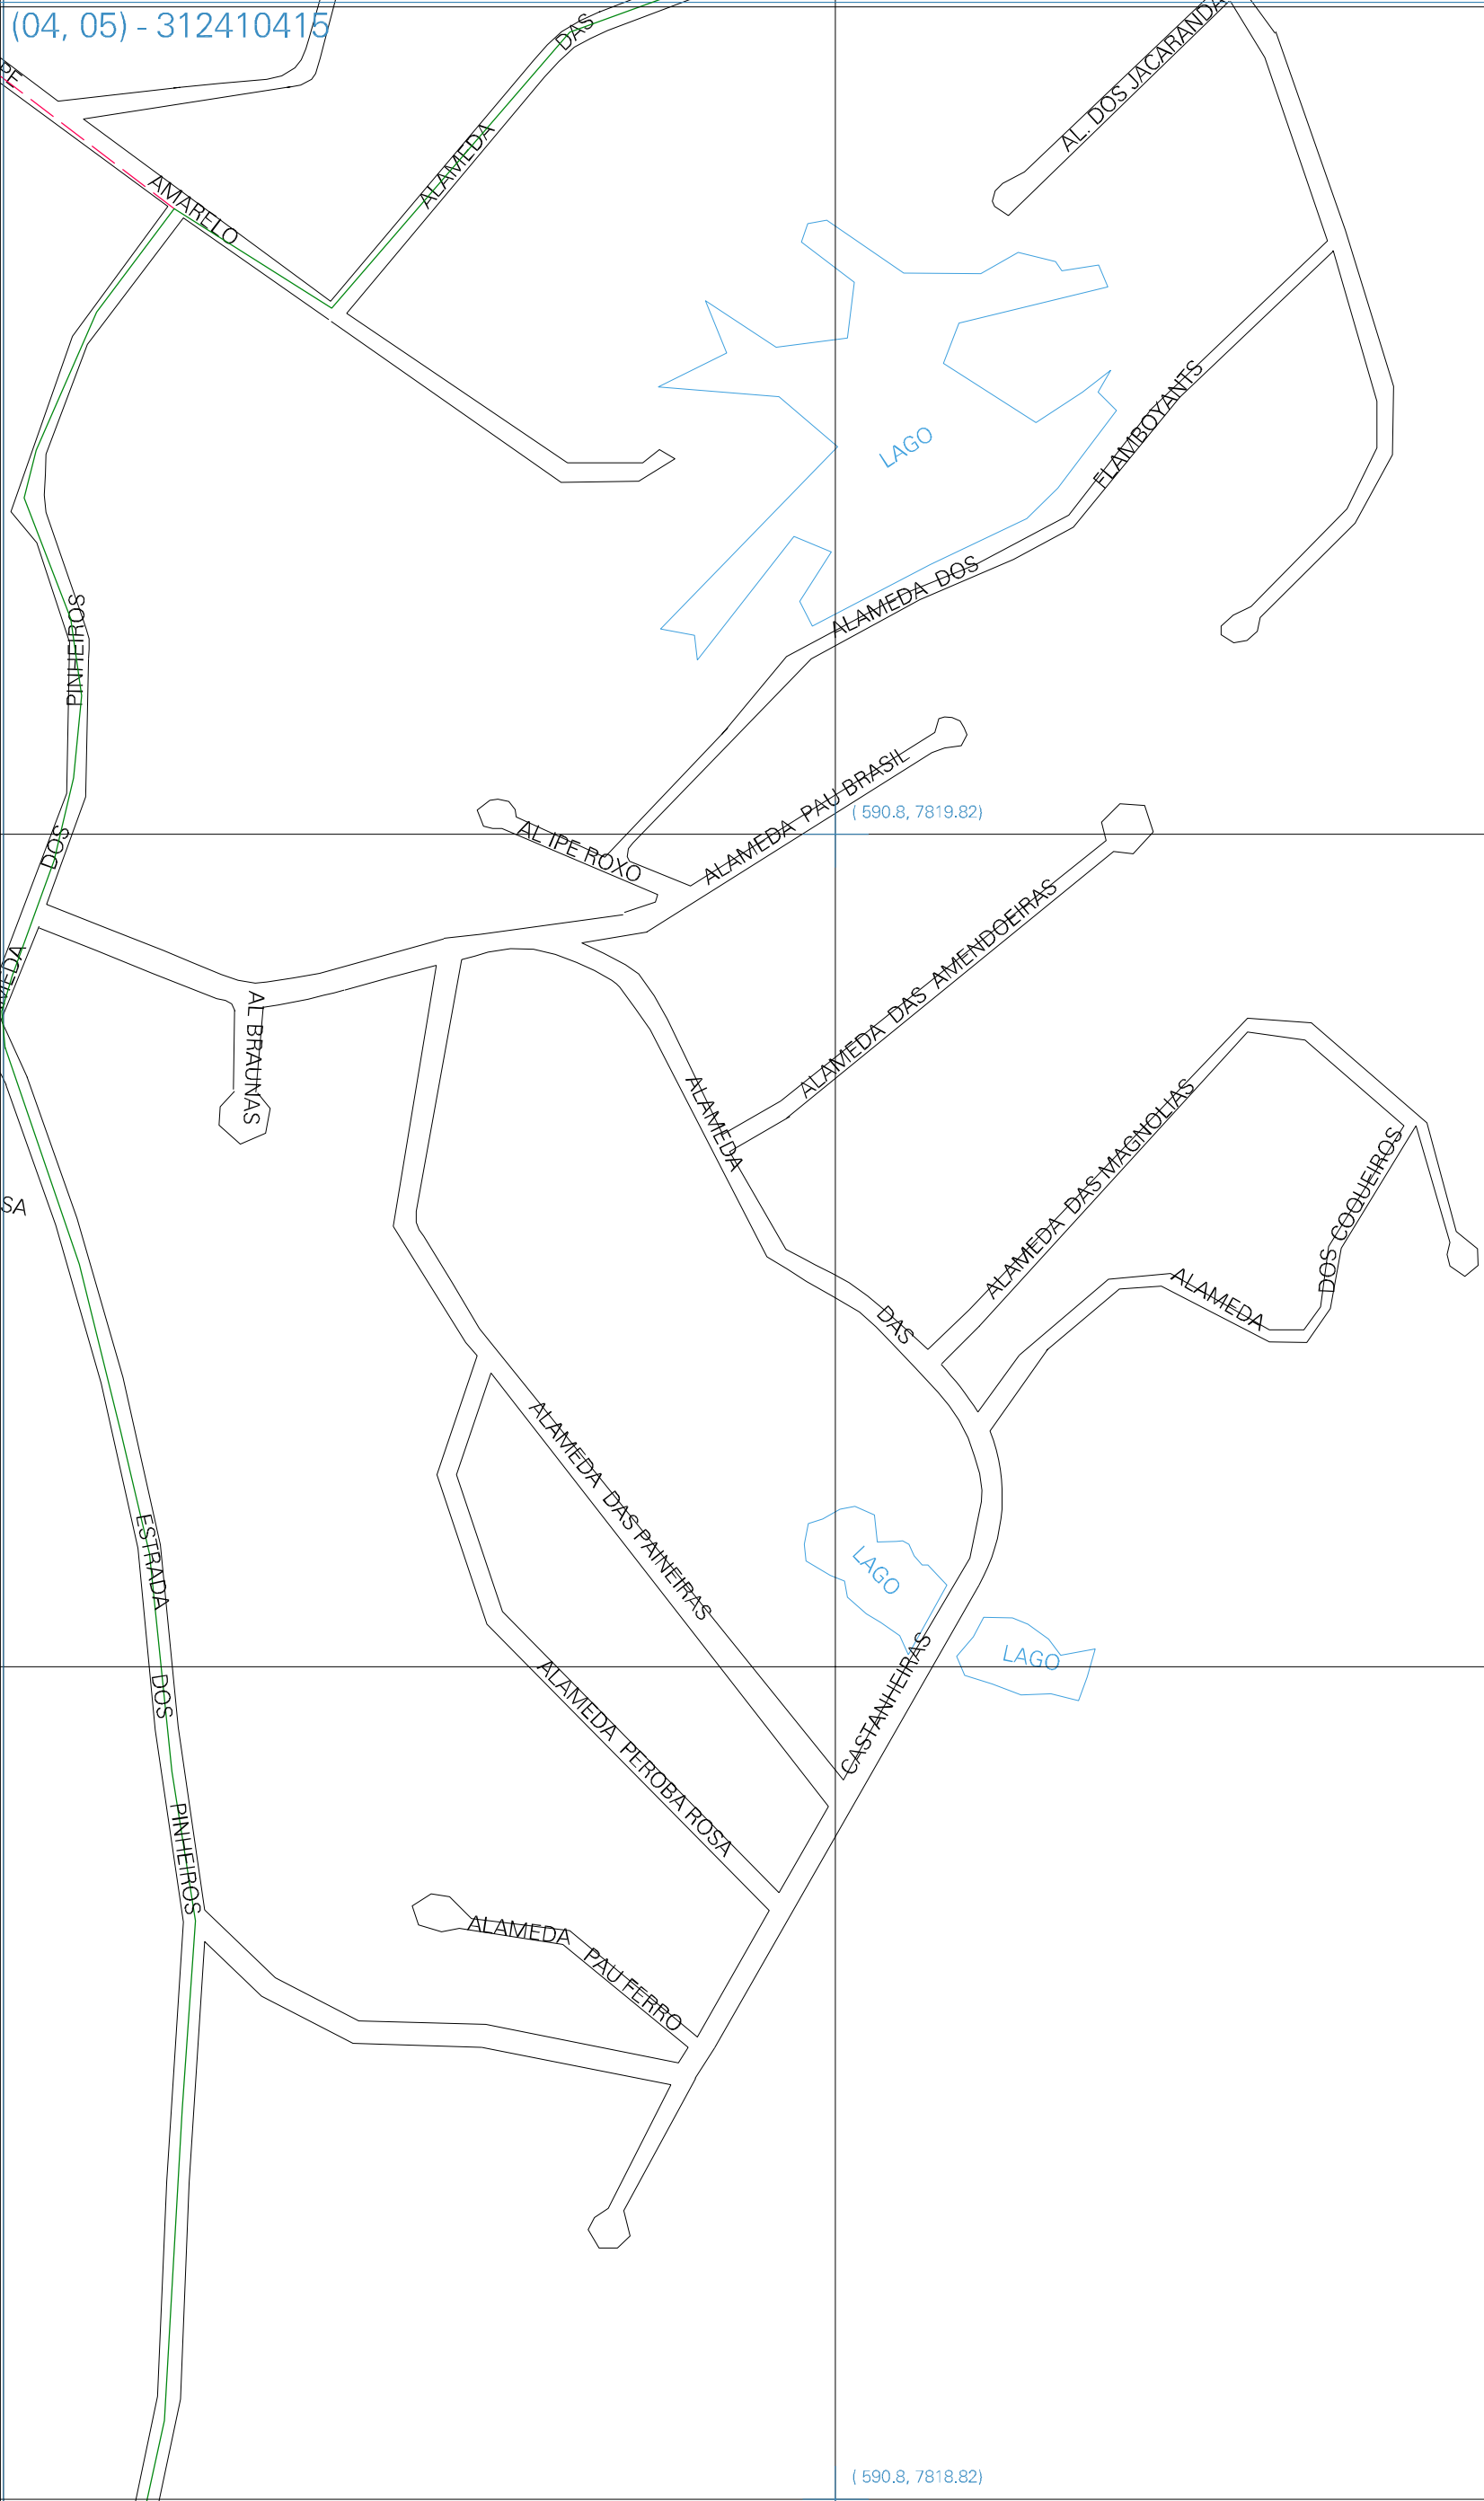 (04, 05) - 312410415
PE
AMARELO
ALAMEDA DAS
AL. DOS JACARANDA
LAGO
ALAMEDA DOS FLAMBOYANTS
PINHEIROS
DOS
ALAMEDA PAU BRASIL
( 590.8, 7819.82)
AL IPE ROXO
ALAMEDA DAS AMENDOEIRAS
MEDA
AL BRAUNAS
ALAMEDA DAS CASTANHEIRAS
ALAMEDA DAS MAGNOLIAS
ALAMEDA DOS COQUEIROS
SA
ALAMEDA DAS PAINEIRAS
ESTRADA DOS PINHEIROS
LAGO
LAGO
ALAMEDA PEROBA ROSA
ALAMEDA PAU FERRO
( 590.8, 7818.82)